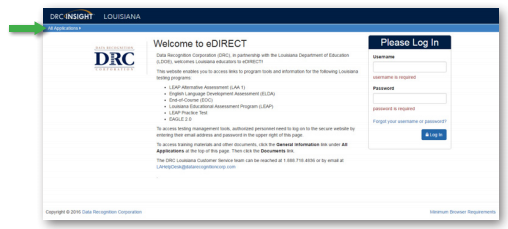 DRC INSIGHT LOUISIANA
All Applications
DATA RECOGNITION
DRC
CORPORATION
Welcome to eDIRECT
Data Recognition Corporation (DRC), in partnership with the Louisiana Department of Education
(LDOE), welcomes Louisiana educators to eDIRECT!
This website enables you to access links to program tools and information for the following Louisiana
testing programs:
• LEAP Alternative Assessment (LAA 1)
• English Language Development Assessment (ELDA)
• End-of-Course (EOC)
• Louisiana Educational Assessment Program (LEAP)
• LEAP Practice Test
• EAGLE 2.0
To access testing management tools, authorized personnel need to log on to the secure website by
entering their email address and password in the upper right of this page.
To access training materials and other documents, click the General Information link under All
Applications at the top of this page. Then click the Documents link.
The DRC Louisiana Customer Service team can be reached at 1.888.718.4836 or by email at
LAHelpDesk@datarecognitioncorp.com
Please Log In
Username
username is required
Password
password is required
Forgot your username or password?
Log In
Copyright © 2016 Data Recognition Corporation
Minimum Browser Requirements